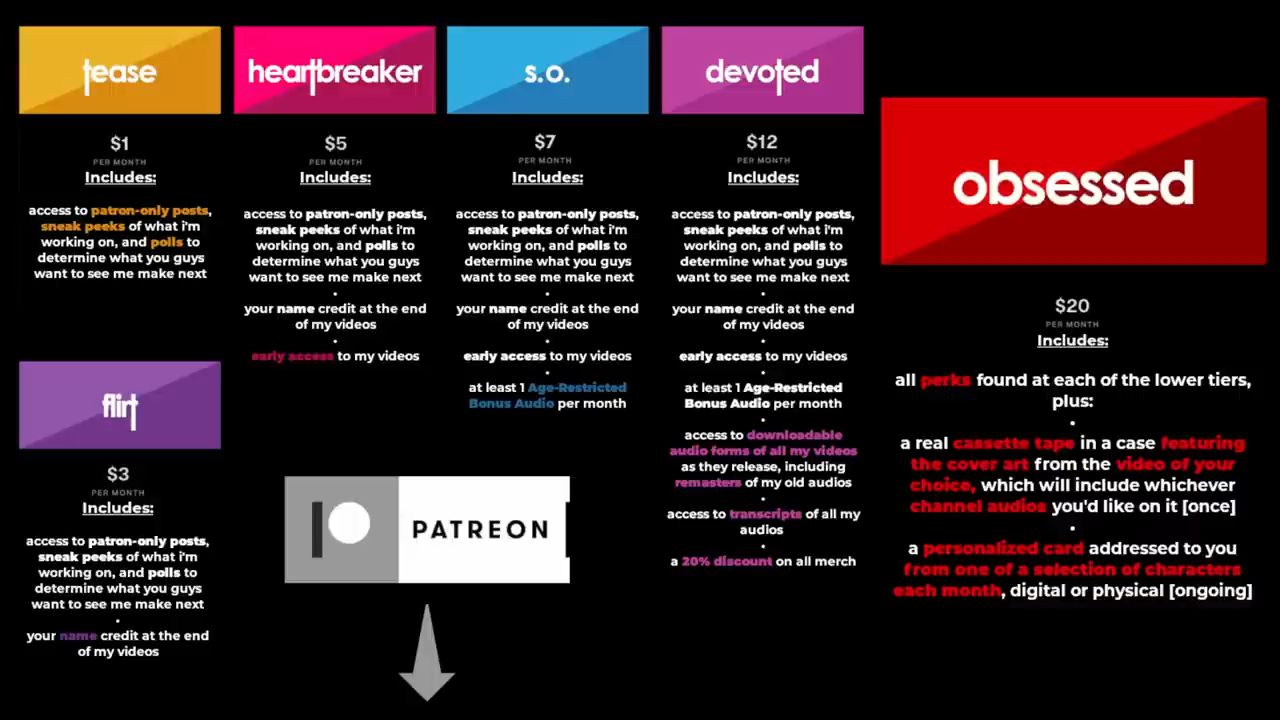 tease
$1
PER MONTH
Includes:
access to patron-only posts,
sneak peeks of what i'm
working on, and polls to
determine what you guys
want to see me make next
flirt
$3
PER MONTH
Includes:
access to patron-only posts,
sneak peeks of what i'm
working on, and polls to
determine what you guys
want to see me make next
•
your name credit at the end
of my videos
heartbreaker
$5
PER MONTH
Includes:
access to patron-only posts,
sneak peeks of what i'm
working on, and polls to
determine what you guys
want to see me make next
•
your name credit at the end
of my videos
•
early access to my videos
s.o.
$7
PER MONTH
Includes:
access to patron-only posts,
sneak peeks of what i'm
working on, and polls to
determine what you guys
want to see me make next
•
your name credit at the end
of my videos
•
early access to my videos
•
at least 1 Age-Restricted
Bonus Audio per month
devoted
$12
PER MONTH
Includes:
access to patron-only posts,
sneak peeks of what i'm
working on, and polls to
determine what you guys
want to see me make next
•
your name credit at the end
of my videos
•
early access to my videos
•
at least 1 Age-Restricted
Bonus Audio per month
•
access to downloadable
audio forms of all my videos
as they release, including
remasters of my old audios
•
access to transcripts of all my
audios
•
a 20% discount on all merch
PATREON
obsessed
$20
PER MONTH
Includes:
all perks found at each of the lower tiers,
plus:
•
a real cassette tape in a case featuring
the cover art from the video of your
choice, which will include whichever
channel audios you'd like on it [once]
•
a personalized card addressed to you
from one of a selection of characters
each month, digital or physical [ongoing]